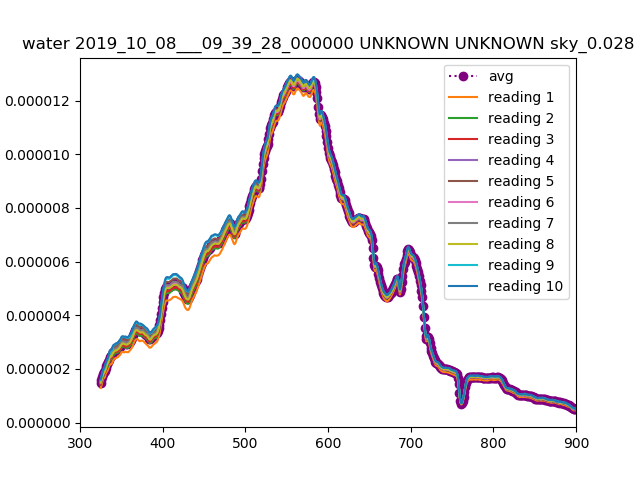 water 2019_10_08___09_39_28_000000 UNKNOWN UNKNOWN sky_0.028
0.000012
0.000010
0.000008
0.000006
0.000004
0.000002
0.000000
300 400 500 600 700 800 900
avg
reading 1
reading 2
reading 3
reading 4
reading 5
reading 6
reading 7
reading 8
reading 9
reading 10